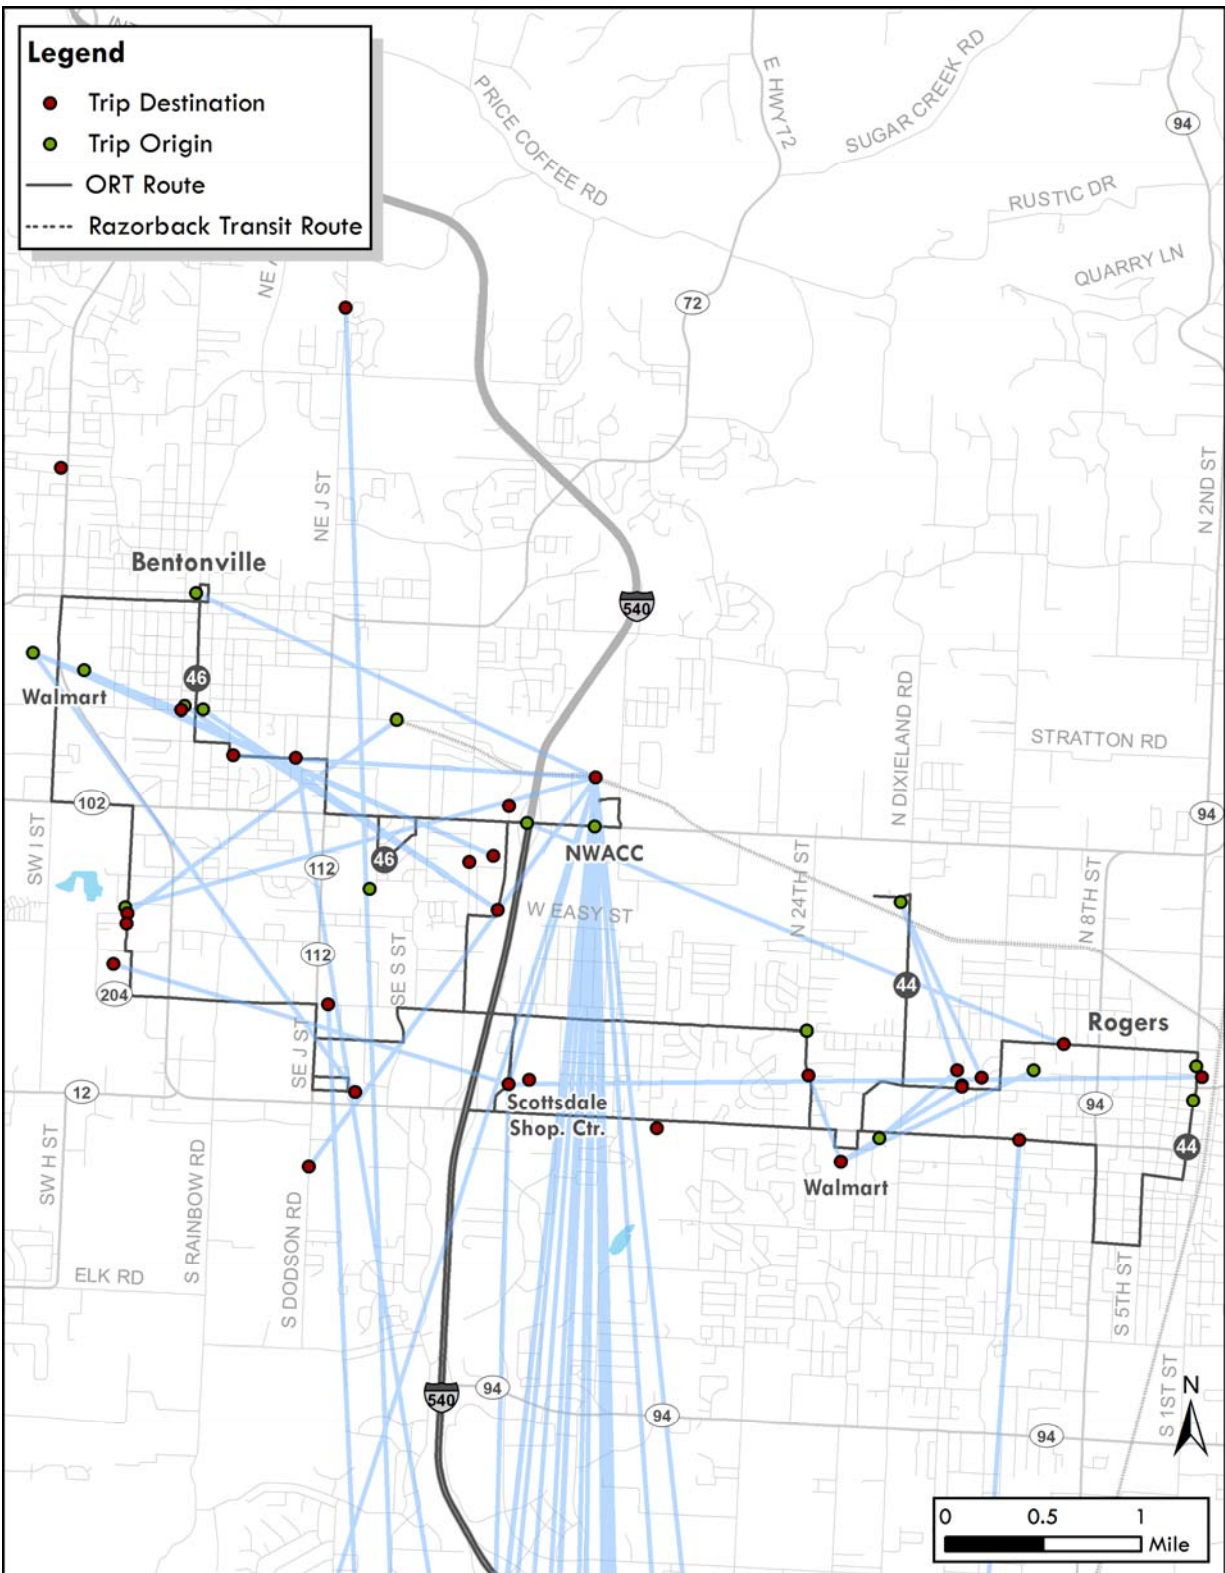 Legend
Trip Destination
Trip Origin
ORT Route
Razorback Transit Route
PRICE COFFEE RD
E HWY 72
SUGAR CREEK RD
94
RUSTIC DR
QUARRY LN
72
NE J ST
N 2ND ST
Bentonville
540
46
Walmart
N DIXIELAND RD
STRATTON RD
102
94
SW I ST
46
112
NWACC
N 24TH ST
N 8TH ST
W EASY ST
112
SE S ST
204
44
Rogers
SE J ST
12
Scottsdale
Shop. Ctr.
94
SW H ST
S RAINBOW RD
44
Walmart
S DODSON RD
ELK RD
S 5TH ST
540
94
94
94
S 1ST ST
N
0 0.5 1
Mile